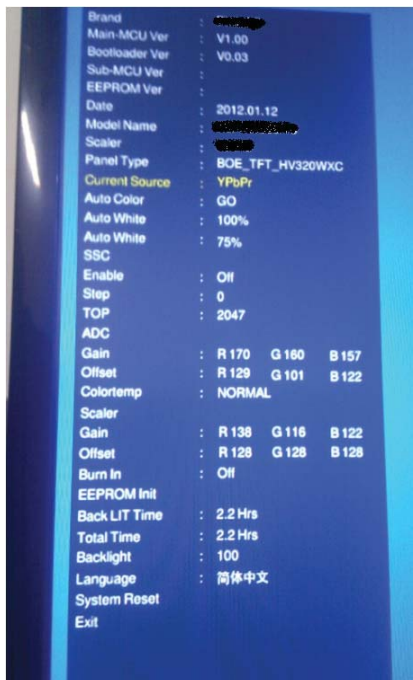 Brand :
Main-MCU Ver : V1.00
Bootloader Ver : V0.03
Sub-MCU Ver :
EEPROM Ver :
Date : 2012.01.12
Model Name :
Scaler :
Panel Type : BOE_TFT_HV320WXC
Current Source : YPbPr
Auto Color : GO
Auto White : 100%
Auto White : 75%
SSC
Enable : Off
Step : 0
TOP : 2047
ADC
Gain : R 170 G 160 B 157
Offset : R 129 G 101 B 122
Colortemp : NORMAL
Scaler
Gain : R 138 G 116 B 122
Offset : R 128 G 128 B 128
Burn In : Off
EEPROM Init
Back LIT Time : 2.2 Hrs
Total Time : 2.2 Hrs
Backlight : 100
Language : 简体中文
System Reset
Exit